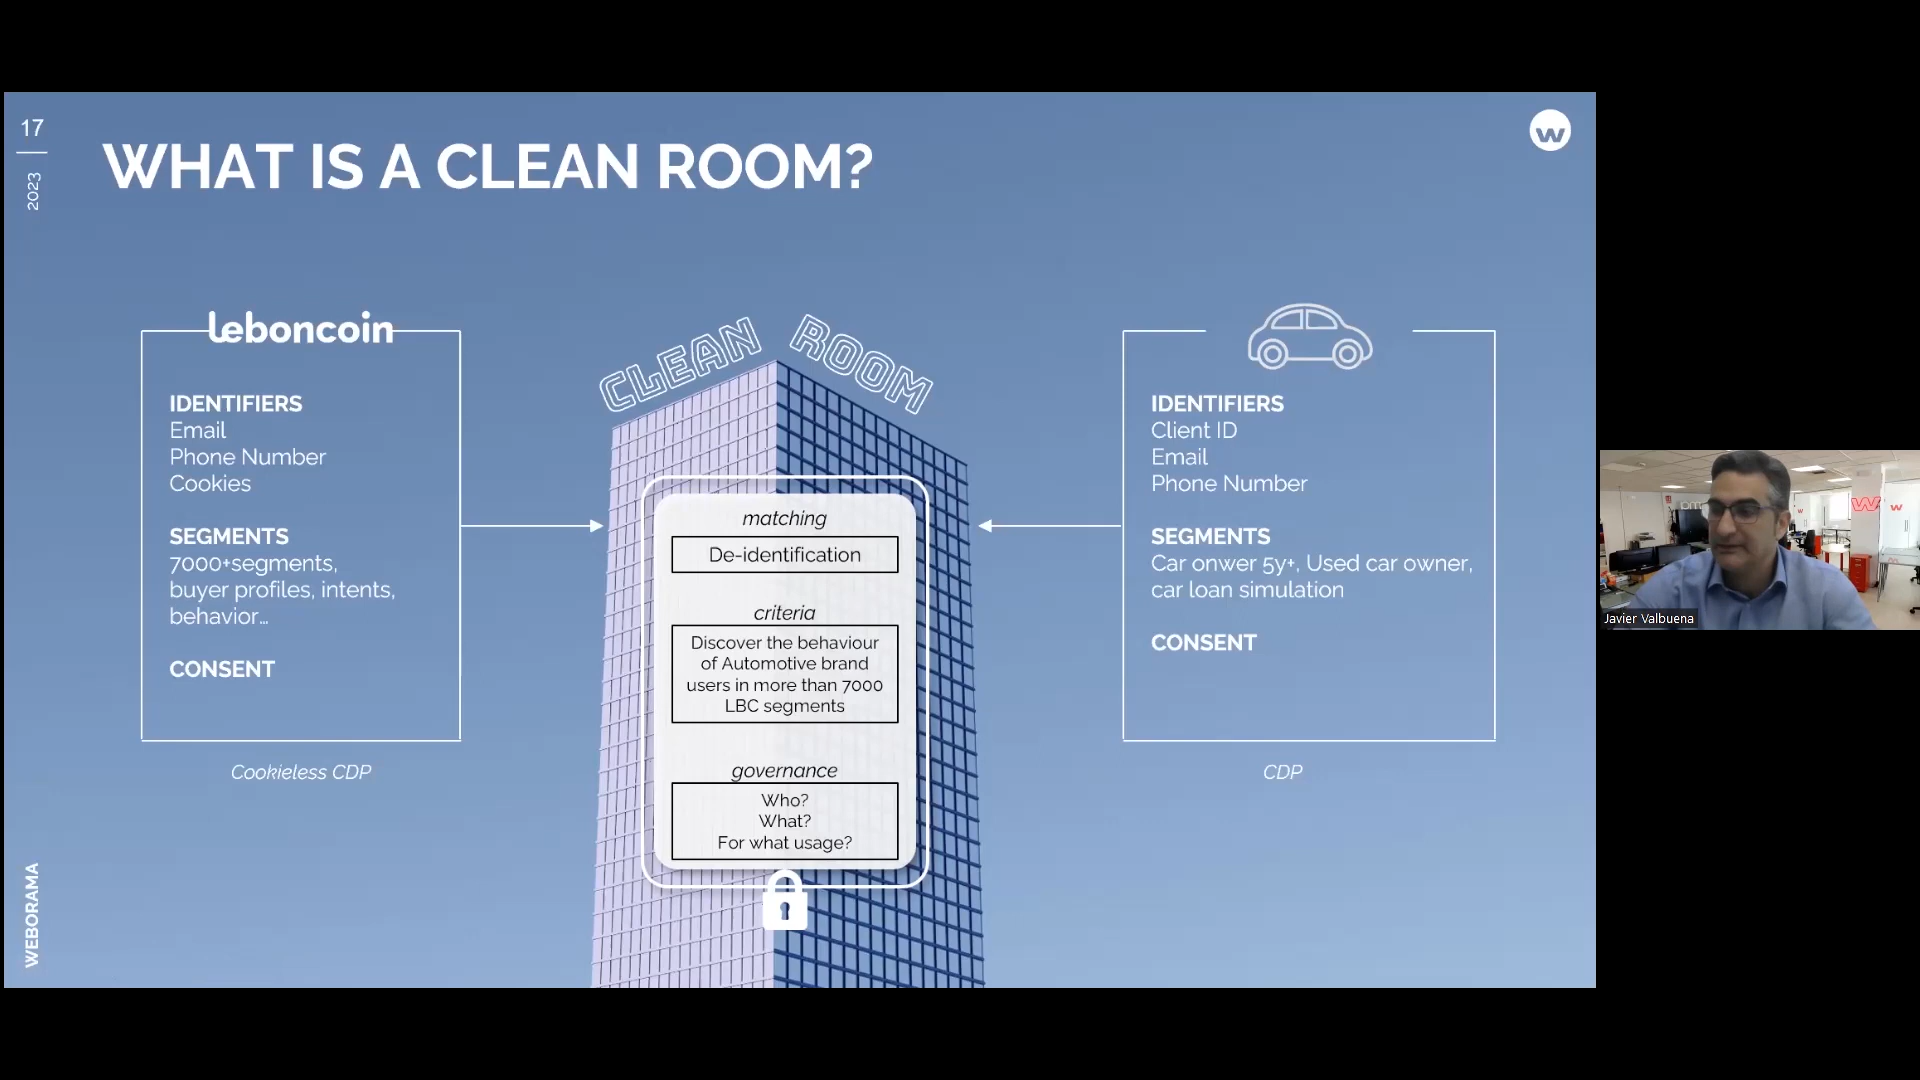 17
2023
WHAT IS A CLEAN ROOM?
w
leboncoin
IDENTIFIERS
Email
Phone Number
Cookies
SEGMENTS
7000+segments,
buyer profiles, intents,
behavior...
CONSENT
Cookieless CDP
CLEAN ROOM
matching
De-identification
criteria
Discover the behaviour
of Automotive brand
users in more than 7000
LBC segments
governance
Who?
What?
For what usage?
IDENTIFIERS
Client ID
Email
Phone Number
SEGMENTS
Car onwer 5y+, Used car owner,
car loan simulation
CONSENT
CDP
WEBORAMA
Javier Valbuena